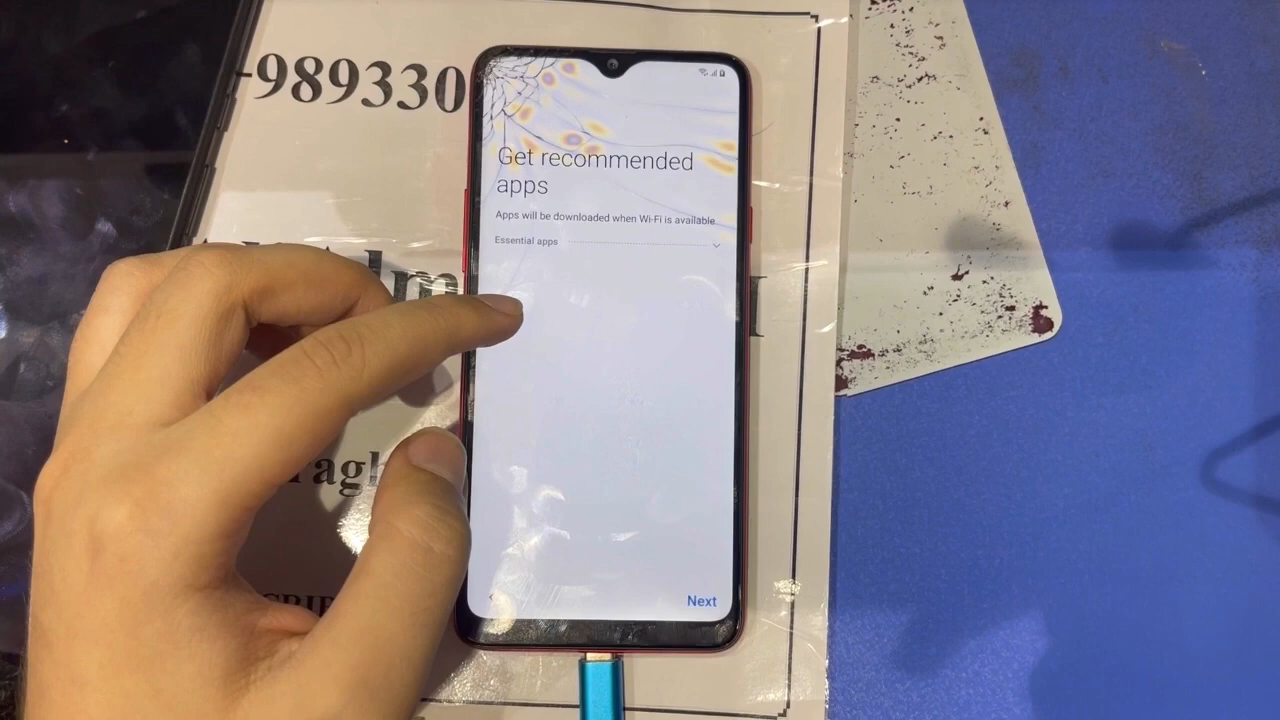 -989330
Get recommended
apps
Apps will be downloaded when Wi-Fi is available.
Essential apps
Next